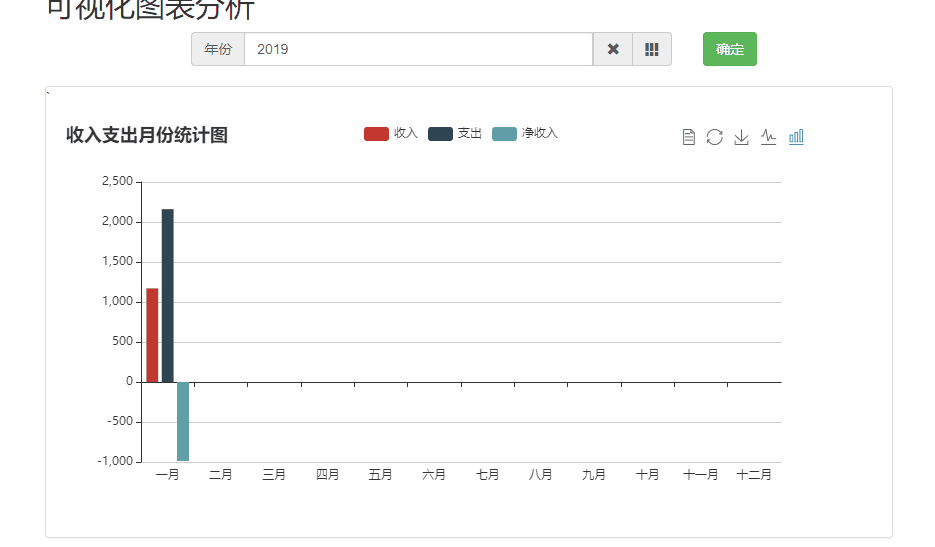 可视化图表分析
年份 2019 确定
`
收入支出月份统计图 收入 支出 净收入
2,500
2,000
1,500
1,000
500
0
-500
-1,000
一月 二月 三月 四月 五月 六月 七月 八月 九月 十月 十一月 十二月